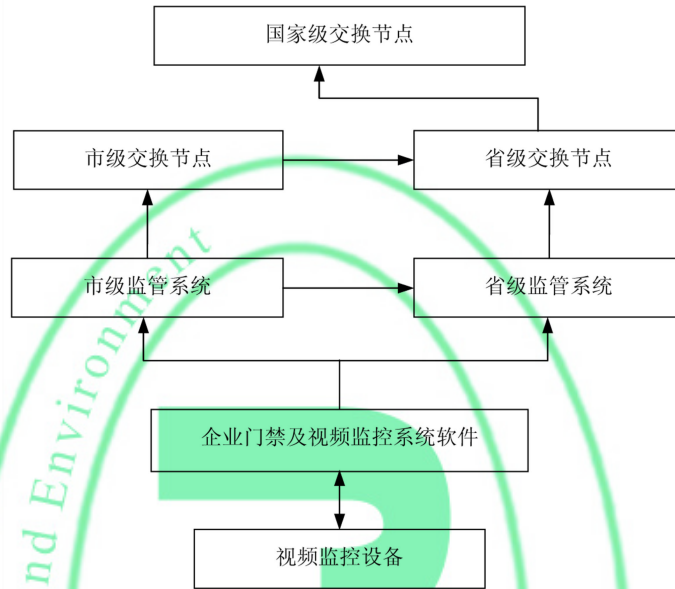 国家级交换节点
市级交换节点
省级交换节点
市级监管系统
省级监管系统
企业门禁及视频监控系统软件
视频监控设备
nd Environment